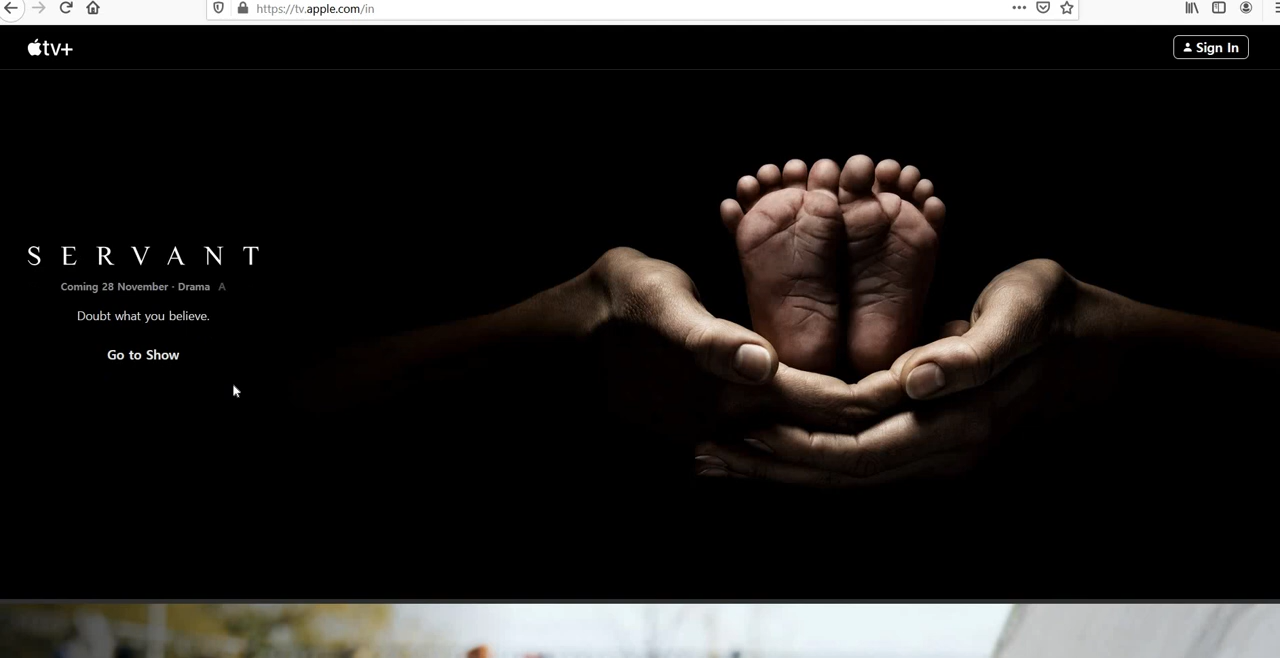 https://tv.apple.com/in
tv+
Sign In
SERVANT
Coming 28 November · Drama A
Doubt what you believe.
Go to Show